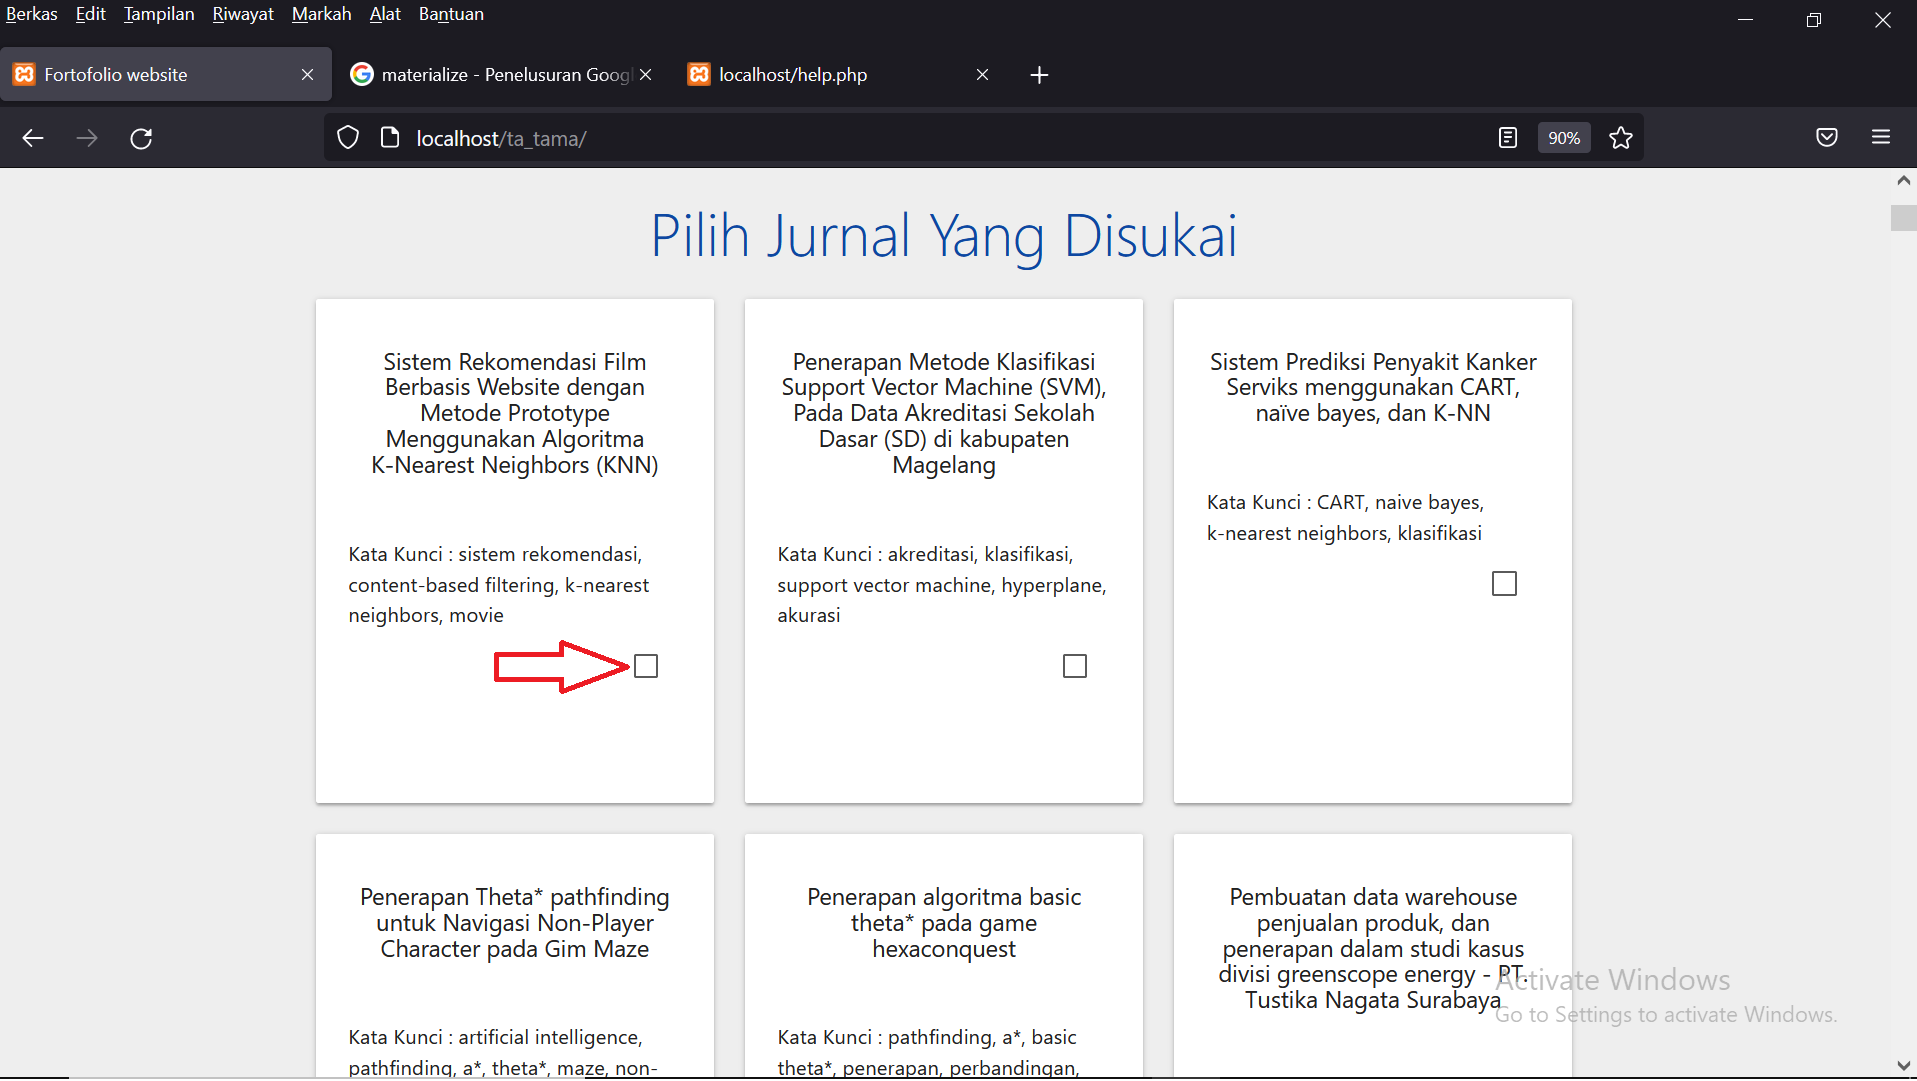 Berkas Edit Tampilan Riwayat Markah Alat Bantuan
Fortofolio website
materialize - Penelusuran Googl
localhost/help.php
localhost/ta_tama/
90%
Pilih Jurnal Yang Disukai
Sistem Rekomendasi Film
Berbasis Website dengan
Metode Prototype
Menggunakan Algoritma
K-Nearest Neighbors (KNN)
Kata Kunci : sistem rekomendasi,
content-based filtering, k-nearest
neighbors, movie
Penerapan Metode Klasifikasi
Support Vector Machine (SVM),
Pada Data Akreditasi Sekolah
Dasar (SD) di kabupaten
Magelang
Kata Kunci : akreditasi, klasifikasi,
support vector machine, hyperplane,
akurasi
Sistem Prediksi Penyakit Kanker
Serviks menggunakan CART,
naïve bayes, dan K-NN
Kata Kunci : CART, naive bayes,
k-nearest neighbors, klasifikasi
Penerapan Theta* pathfinding
untuk Navigasi Non-Player
Character pada Gim Maze
Kata Kunci : artificial intelligence,
pathfinding, a*, theta*, maze, non-
Penerapan algoritma basic
theta* pada game
hexaconquest
Kata Kunci : pathfinding, a*, basic
theta*, penerapan, perbandingan,
Pembuatan data warehouse
penjualan produk, dan
penerapan dalam studi kasus
divisi greenscope energy - PT.
Tustika Nagata Surabaya
Activate Windows
Go to Settings to activate Windows.